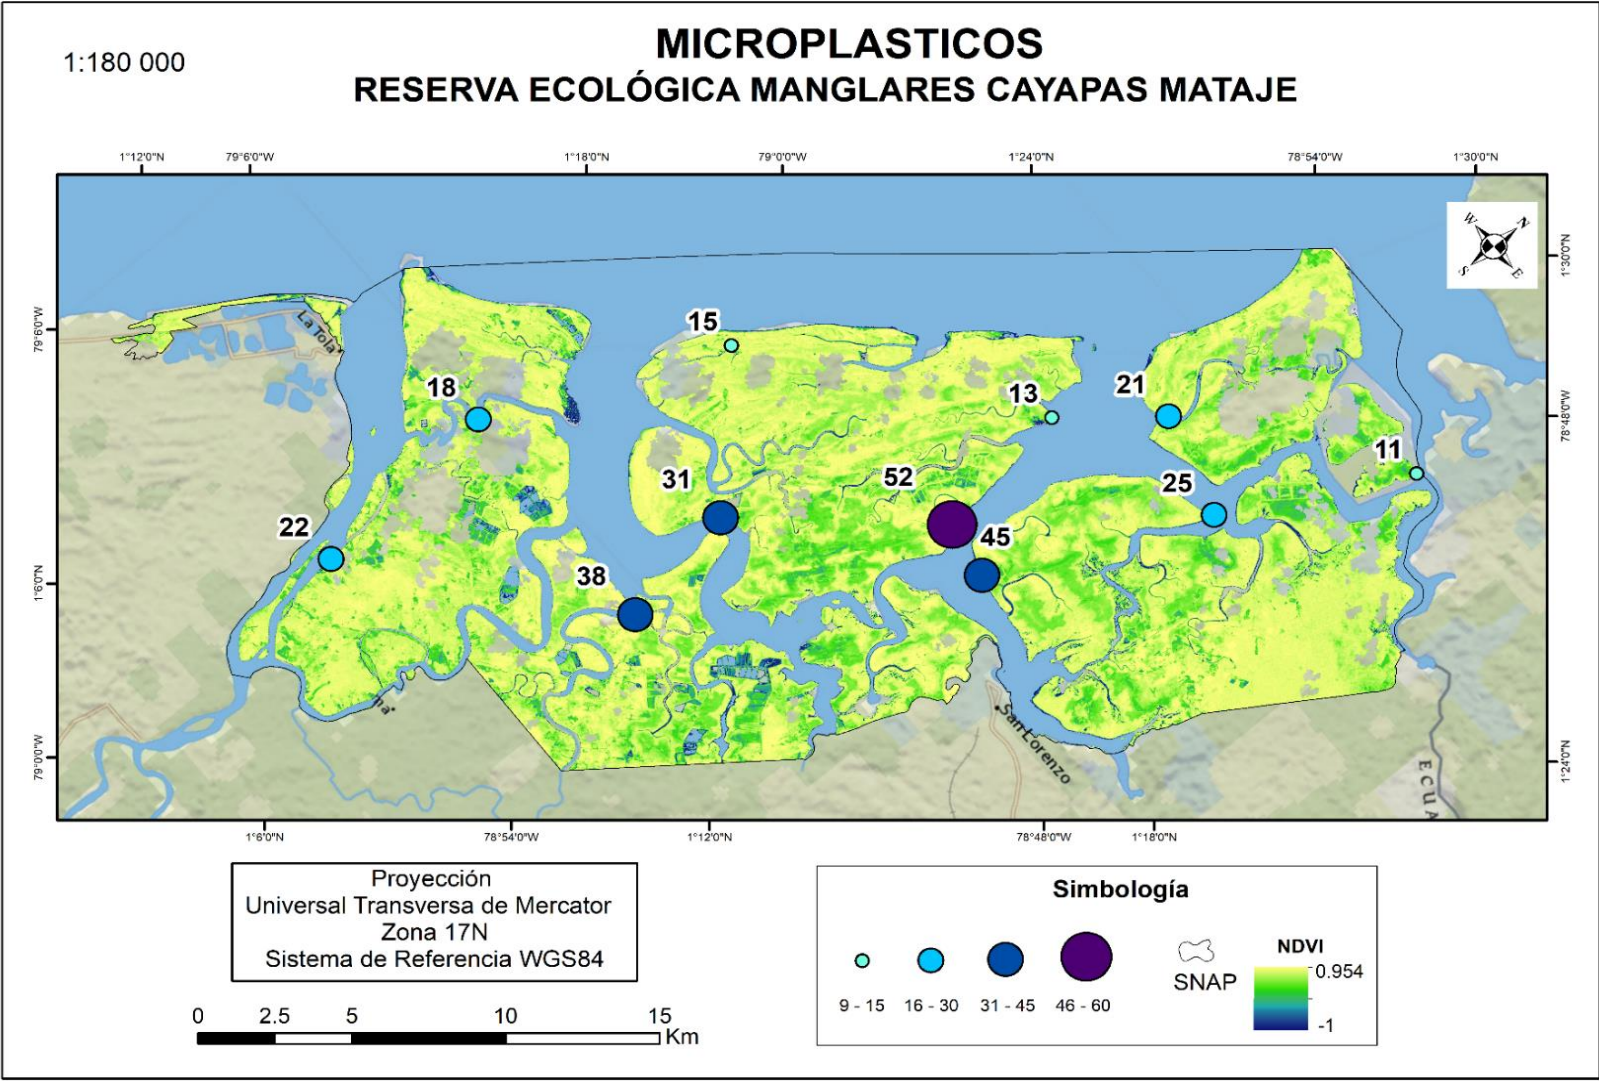 MICROPLASTICOS
1:180 000
RESERVA ECOLÓGICA MANGLARES CAYAPAS MATAJE
1°12'0"N 79°6'0"W 1°18'0"N 79°0'0"W 1°24'0"N 78°54'0"W 1°30'0"N
W N
S E
1°30'0"N
79°6'0"W
La Tola
15
18
13
21
78°48'0"W
11
31
52
25
22
45
38
1°6'0"N
San Lorenzo
79°0'0"W
1°24'0"N
ECUA
1°6'0"N 78°54'0"W 1°12'0"N 78°48'0"W 1°18'0"N
Proyección
Universal Transversa de Mercator
Zona 17N
Sistema de Referencia WGS84
0 2.5 5 10 15
Km
Simbología
9 - 15 16 - 30 31 - 45 46 - 60
SNAP
NDVI
0.954
-1